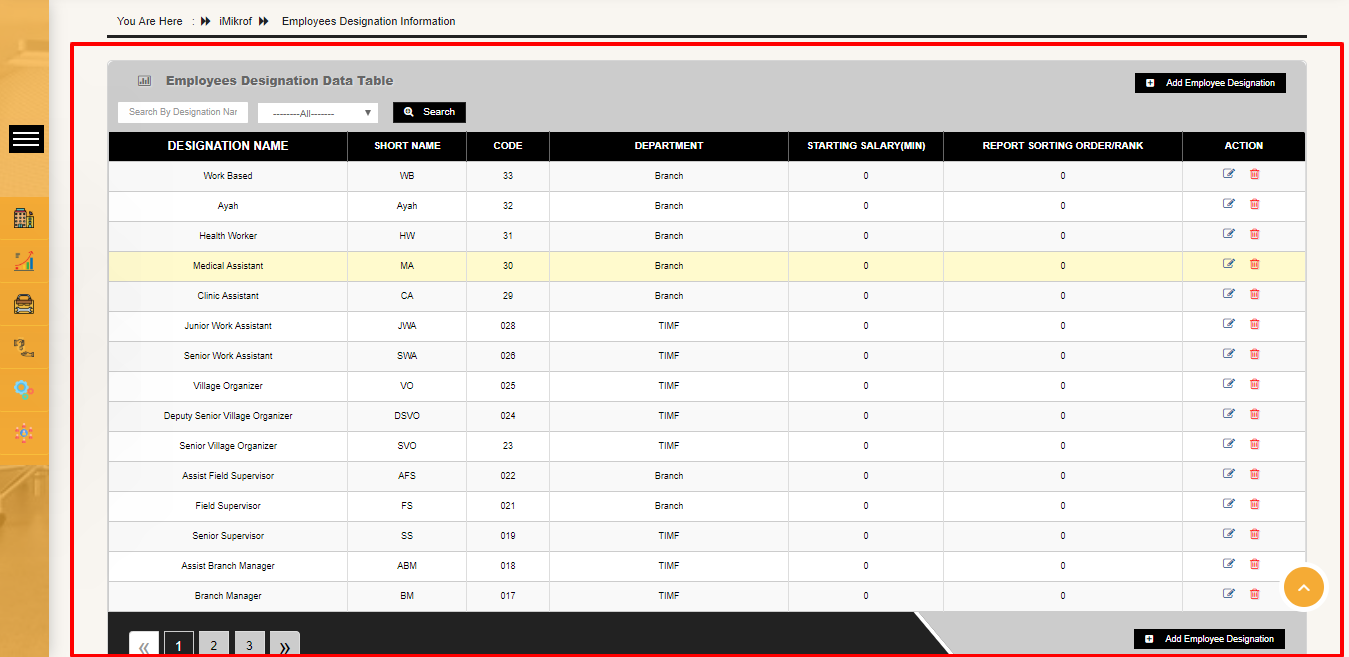 You Are Here : iMikrof Employees Designation Information
Employees Designation Data Table
Add Employee Designation
Search By Designation Nar --------All------- Search
DESIGNATION NAME SHORT NAME CODE DEPARTMENT STARTING SALARY(MIN) REPORT SORTING ORDER/RANK ACTION
Work Based WB 33 Branch 0 0
Ayah Ayah 32 Branch 0 0
Health Worker HW 31 Branch 0 0
Medical Assistant MA 30 Branch 0 0
Clinic Assistant CA 29 Branch 0 0
Junior Work Assistant JWA 028 TIMF 0 0
Senior Work Assistant SWA 026 TIMF 0 0
Village Organizer VO 025 TIMF 0 0
Deputy Senior Village Organizer DSVO 024 TIMF 0 0
Senior Village Organizer SVO 23 TIMF 0 0
Assist Field Supervisor AFS 022 Branch 0 0
Field Supervisor FS 021 Branch 0 0
Senior Supervisor SS 019 TIMF 0 0
Assist Branch Manager ABM 018 TIMF 0 0
Branch Manager BM 017 TIMF 0 0
« 1 2 3 »
Add Employee Designation